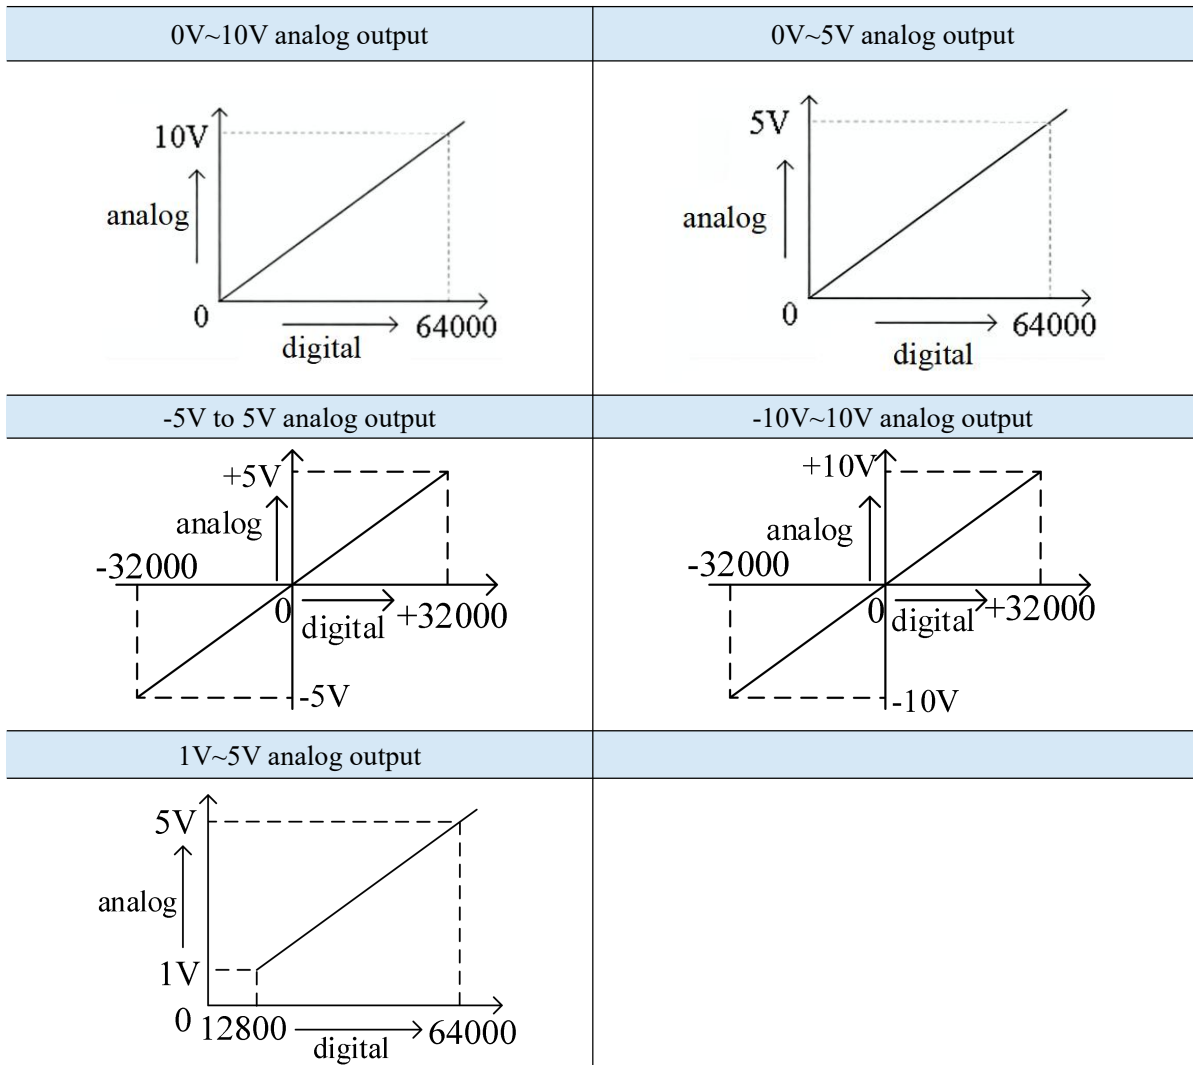 0V~10V analog output
0V~5V analog output
10V
analog
0
64000
digital
5V
analog
0
64000
digital
-5V to 5V analog output
-10V~10V analog output
+5V
analog
-32000
0
digital
+32000
-5V
+10V
analog
-32000
0
digital
+32000
-10V
1V~5V analog output
5V
analog
1V
0
12800
64000
digital